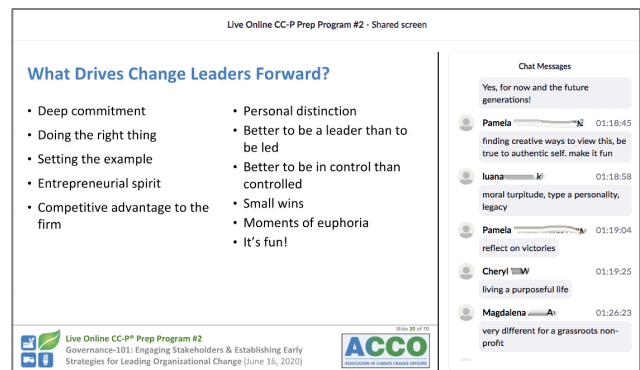 Live Online CC-P Prep Program #2 - Shared screen
What Drives Change Leaders Forward?
• Deep commitment
• Doing the right thing
• Setting the example
• Entrepreneurial spirit
• Competitive advantage to the
firm
• Personal distinction
• Better to be a leader than to
be led
• Better to be in control than
controlled
• Small wins
• Moments of euphoria
• It's fun!
Live Online CC-P® Prep Program #2
Governance-101: Engaging Stakeholders & Establishing Early
Strategies for Leading Organizational Change (June 16, 2020)
Slide 20 of 70
ACCO
ASSOCIATION OF CLIMATE CHANGE OFFICERS
Chat Messages
Yes, for now and the future
generations!
Pamela 01:18:45
finding creative ways to view this, be
true to authentic self. make it fun
luana 01:18:58
moral turpitude, type a personality,
legacy
Pamela 01:19:04
reflect on victories
Cheryl W 01:19:25
living a purposeful life
Magdalena A 01:26:23
very different for a grassroots non-
profit